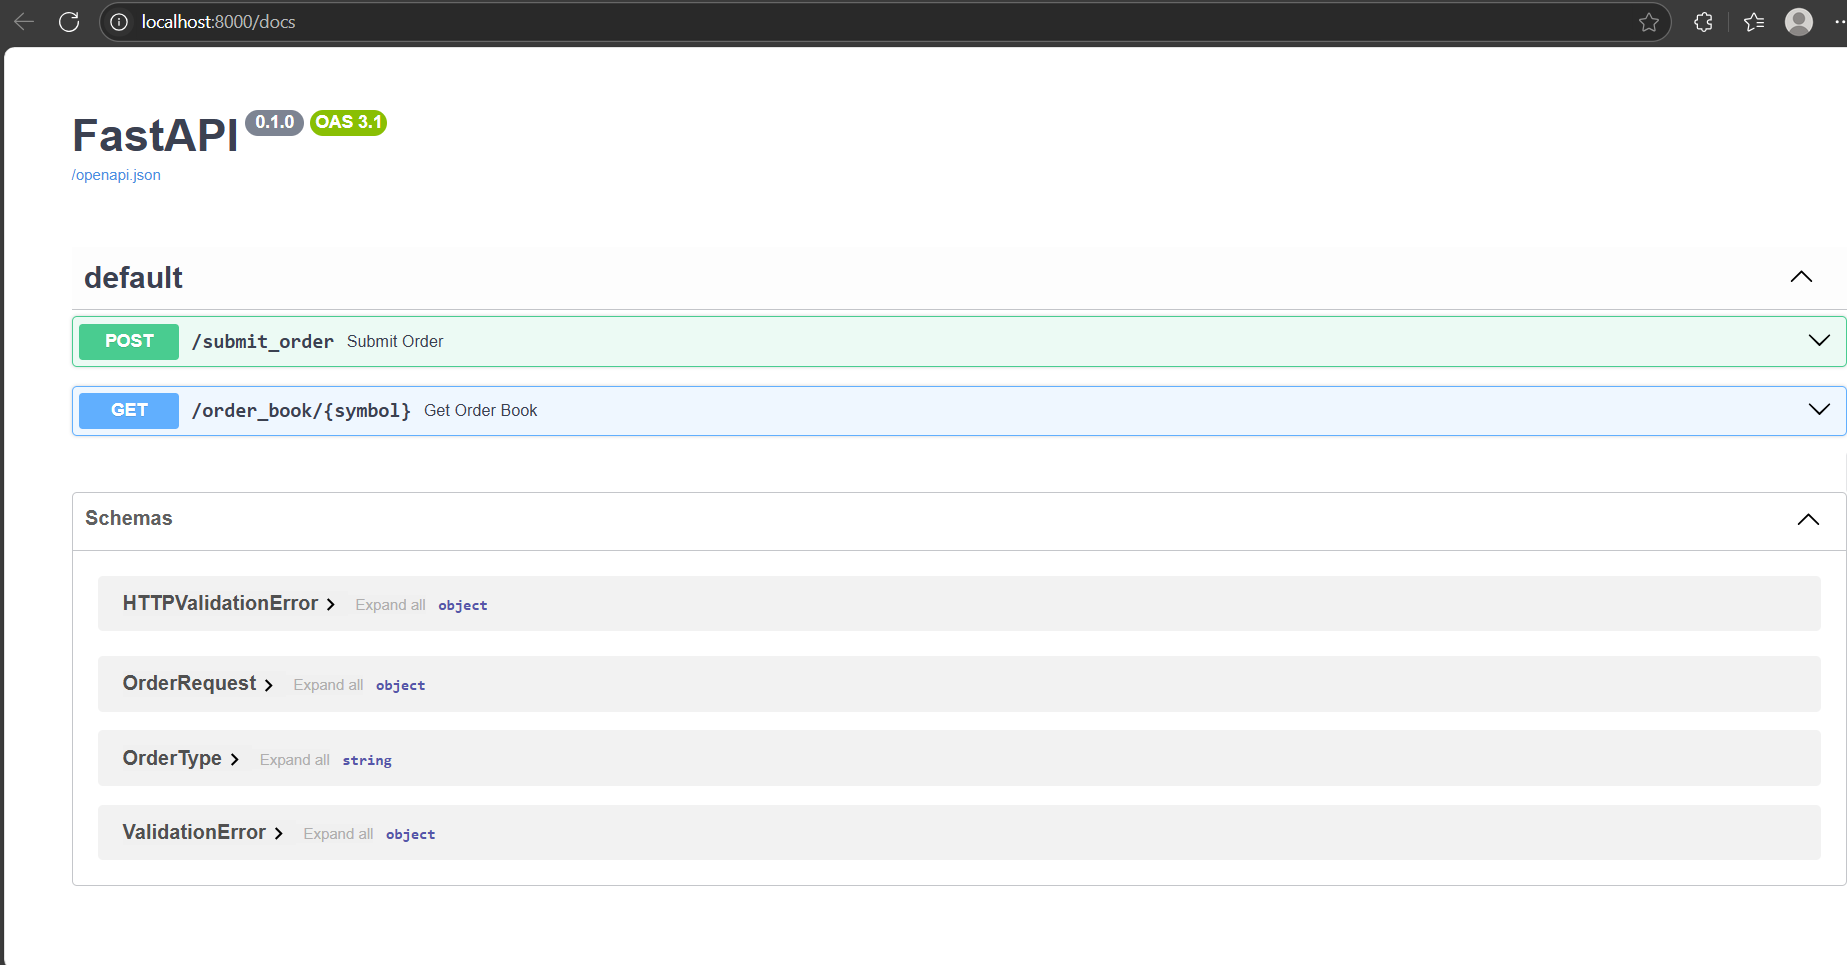 localhost:8000/docs
FastAPI 0.1.0 OAS 3.1
/openapi.json
default
POST /submit_order Submit Order
GET /order_book/{symbol} Get Order Book
Schemas
HTTPValidationError Expand all object
OrderRequest Expand all object
OrderType Expand all string
ValidationError Expand all object